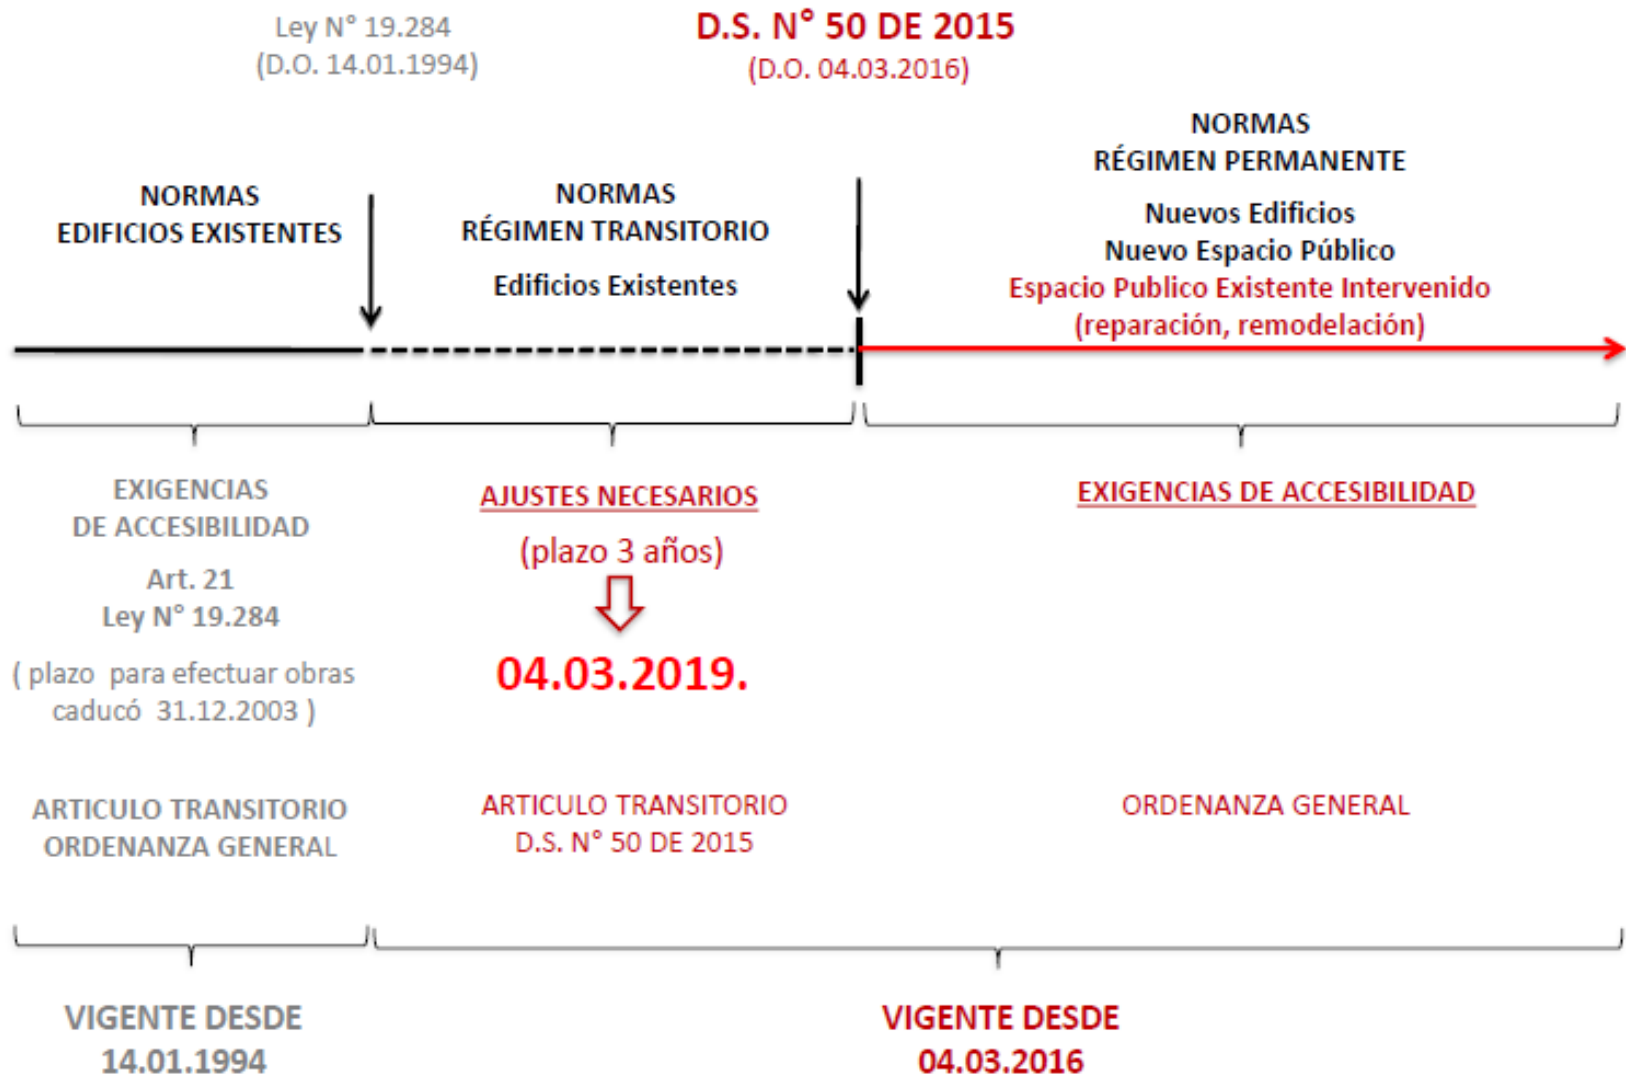 Ley N° 19.284
(D.O. 14.01.1994)
D.S. N° 50 DE 2015
(D.O. 04.03.2016)
NORMAS
EDIFICIOS EXISTENTES
NORMAS
RÉGIMEN TRANSITORIO
Edificios Existentes
NORMAS
RÉGIMEN PERMANENTE
Nuevos Edificios
Nuevo Espacio Público
Espacio Publico Existente Intervenido
(reparación, remodelación)
EXIGENCIAS
DE ACCESIBILIDAD
Art. 21
Ley N° 19.284
( plazo para efectuar obras
caducó 31.12.2003 )
AJUSTES NECESARIOS
(plazo 3 años)
04.03.2019.
EXIGENCIAS DE ACCESIBILIDAD
ARTICULO TRANSITORIO
ORDENANZA GENERAL
ARTICULO TRANSITORIO
D.S. N° 50 DE 2015
ORDENANZA GENERAL
VIGENTE DESDE
14.01.1994
VIGENTE DESDE
04.03.2016